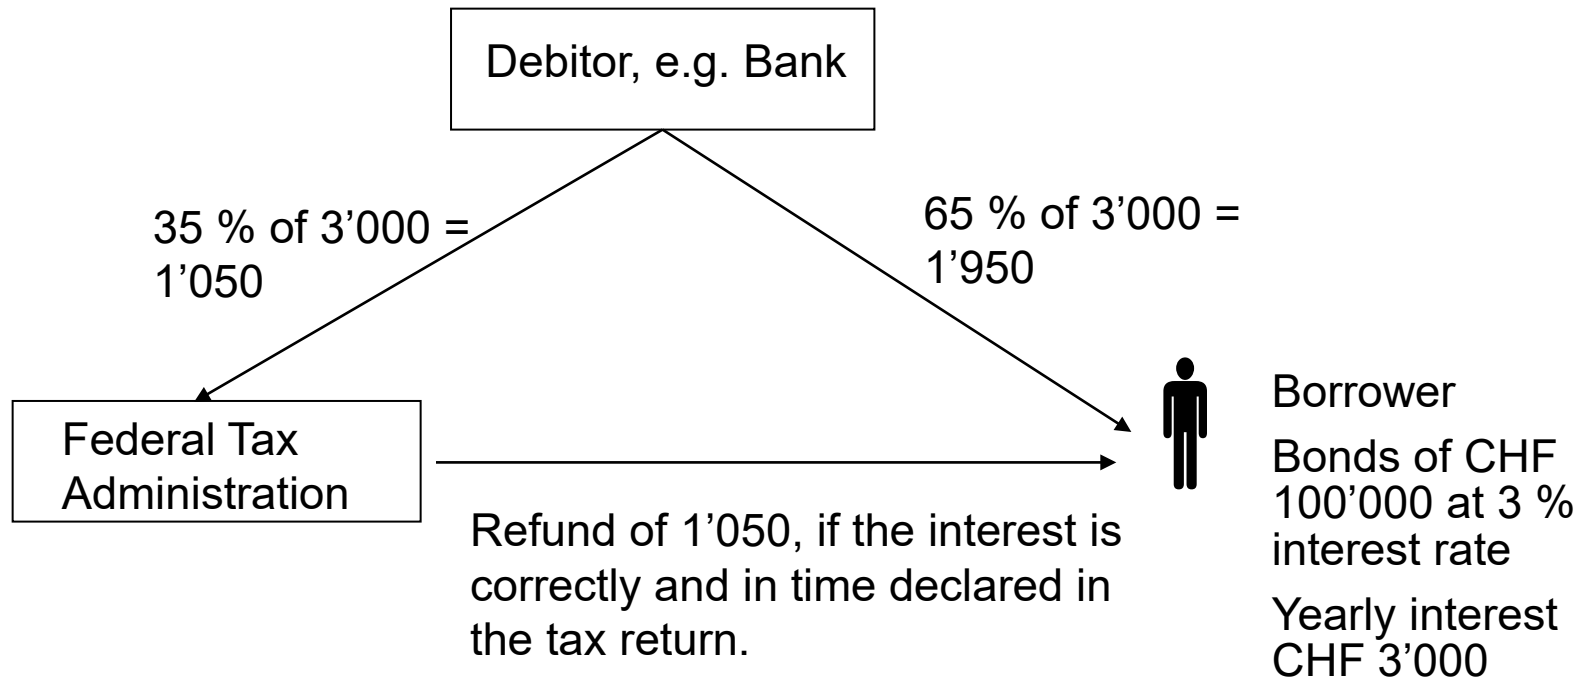 Debitor, e.g. Bank
35 % of 3’000 =
1’050
65 % of 3’000 =
1’950
Federal Tax
Administration
Refund of 1’050, if the interest is
correctly and in time declared in
the tax return.
Borrower
Bonds of CHF
100’000 at 3 %
interest rate
Yearly interest
CHF 3’000